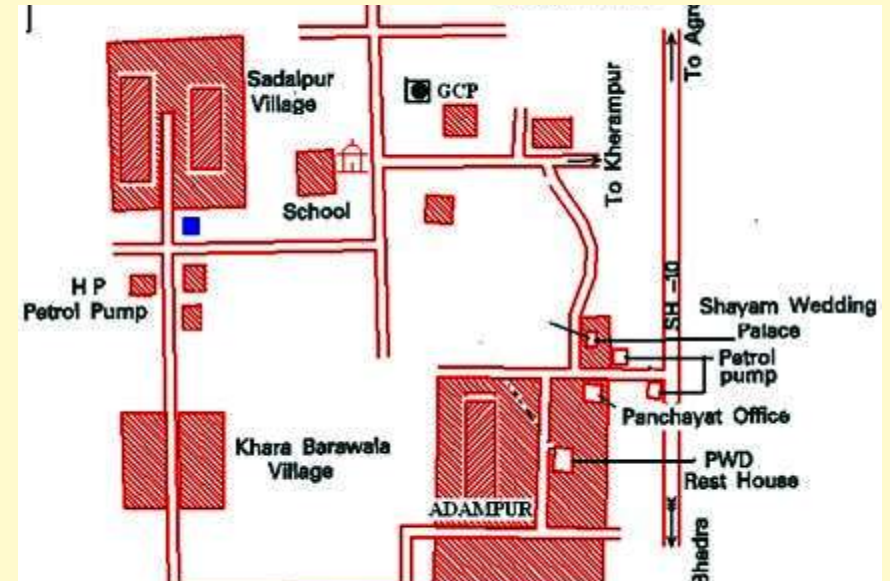 Sadalpur
Village
GCP
To Kherampur
School
H P
Petrol Pump
SH -10
Shayam Wedding
Palace
Petrol
pump
Panchayat Office
Khara Barawala
Village
PWD
Rest House
ADAMPUR
To Agr
Bhadra